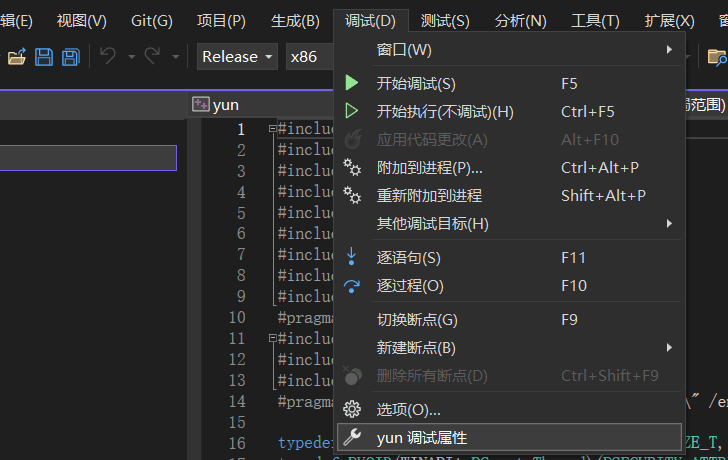 辑(E) 视图(V) Git(G) 项目(P) 生成(B) 调试(D) 测试(S) 分析(N) 工具(T) 扩展(X)
Release x86
窗口(W)
开始调试(S) F5
开始执行(不调试)(H) Ctrl+F5
应用代码更改(A) Alt+F10
附加到进程(P)... Ctrl+Alt+P
重新附加到进程 Shift+Alt+P
其他调试目标(H)
逐语句(S) F11
逐过程(O) F10
切换断点(G) F9
新建断点(B)
删除所有断点(D) Ctrl+Shift+F9
选项(O)...
yun 调试属性
yun 局范围)
1 #inclu
2 #inclu
3 #inclu
4 #inclu
5 #inclu
6 #inclu
7 #inclu
8 #inclu
9 #inclu
10 #pragma
11 #inclu
12 #inclu
13 #inclu
14 #pragma \" /e
15
16 typedef ZE_T,